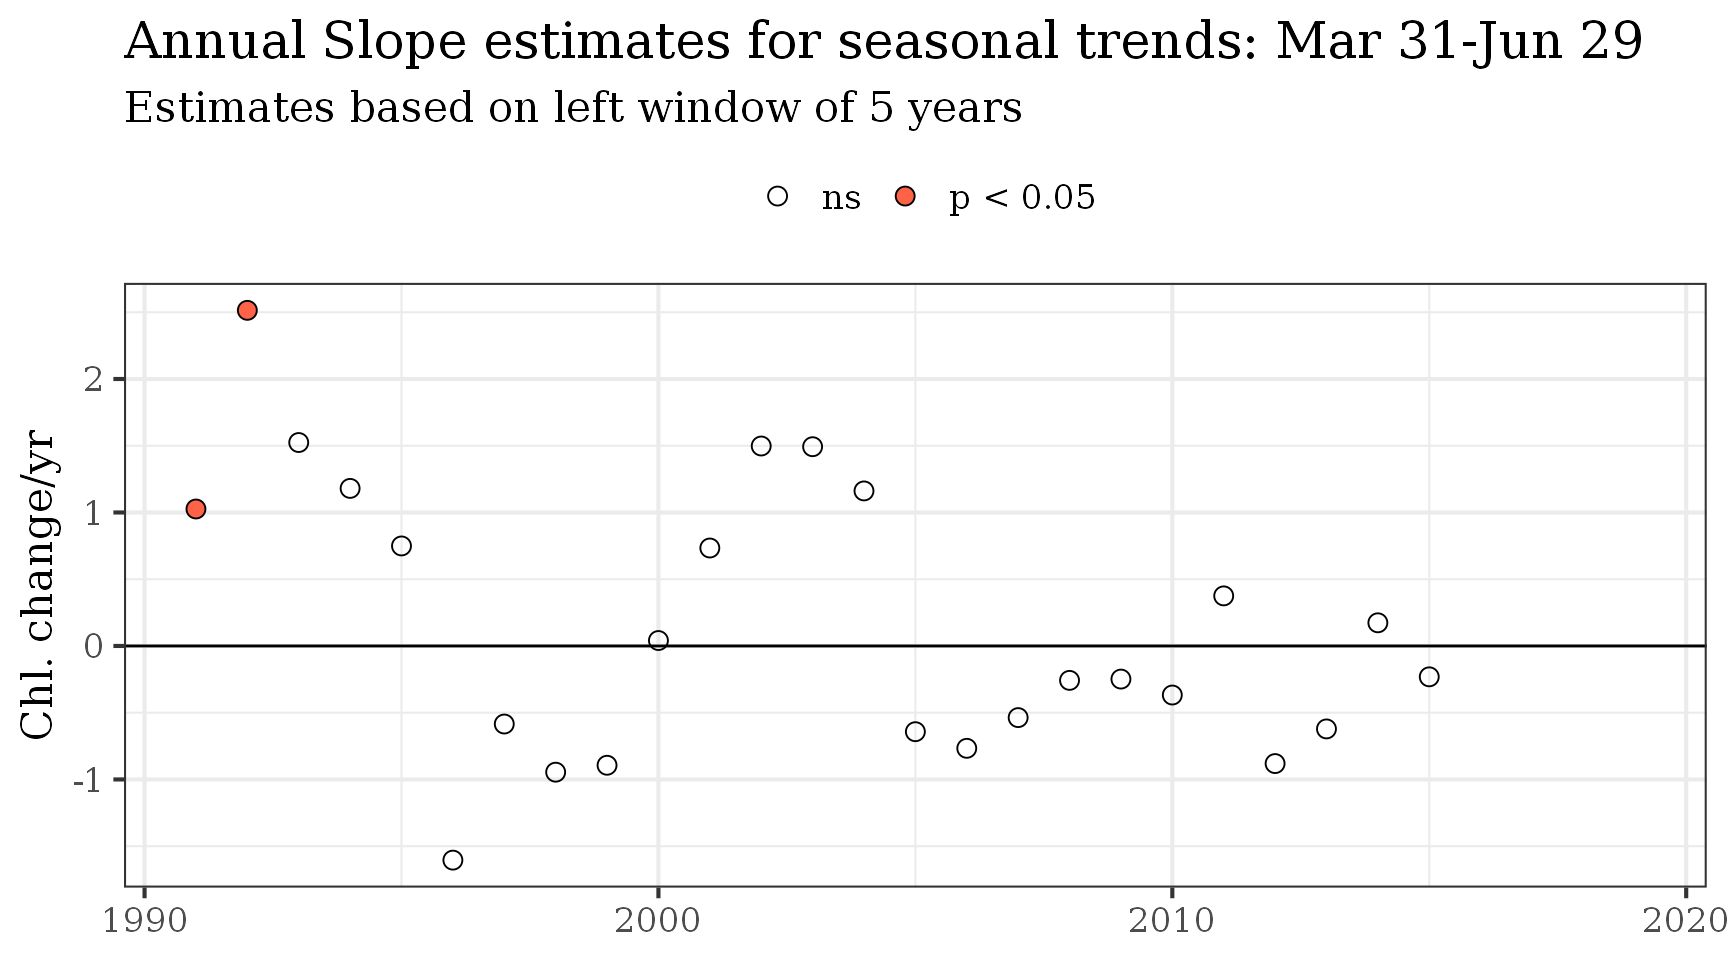 Annual Slope estimates for seasonal trends: Mar 31-Jun 29
Estimates based on left window of 5 years
ns p < 0.05
Chl. change/yr
2
1
0
-1
1990 2000 2010 2020